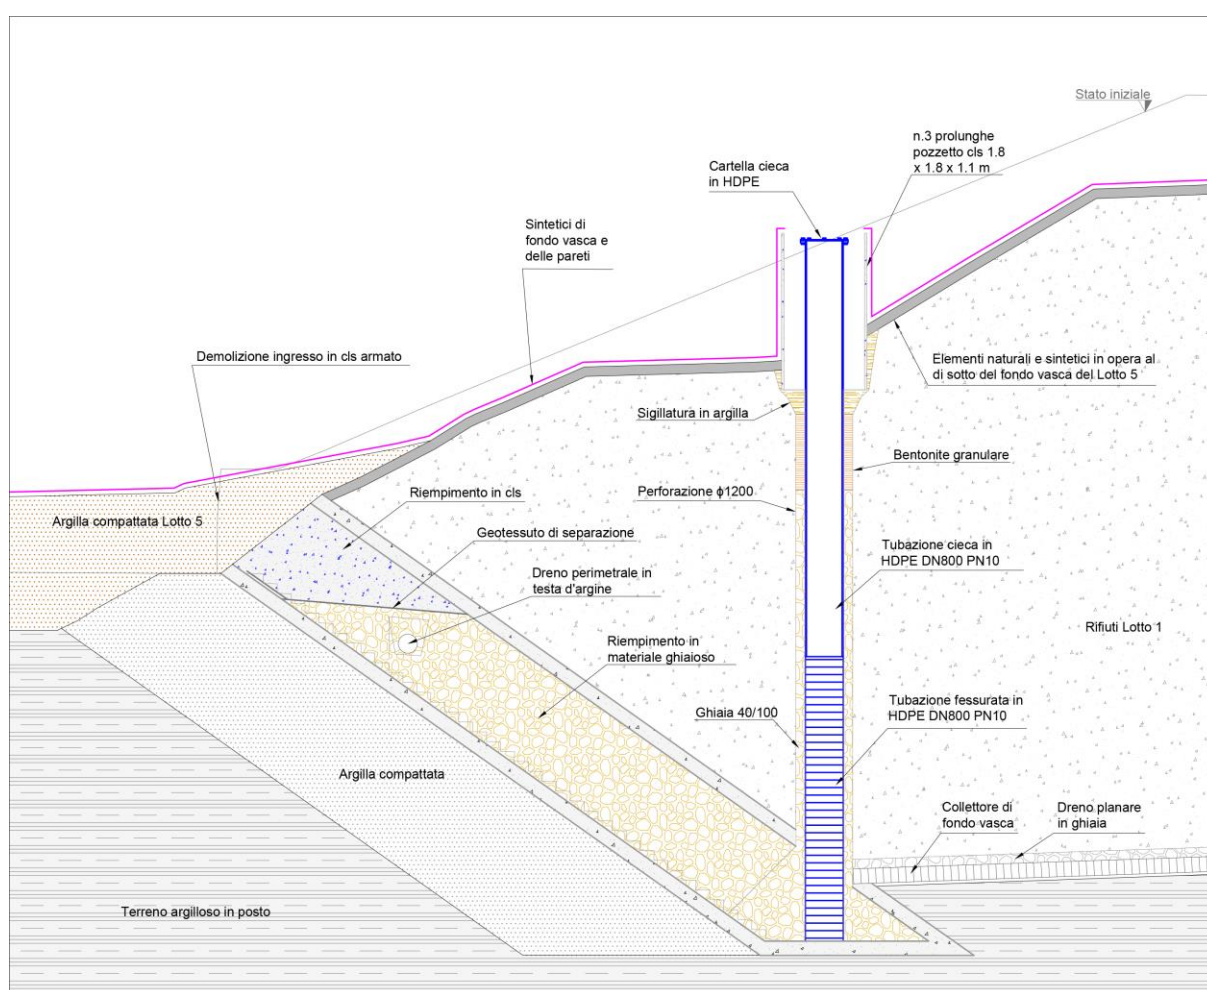 Stato iniziale
n.3 prolunghe
pozzetto cls 1.8
x 1.8 x 1.1 m
Cartella cieca
in HDPE
Sintetici di
fondo vasca e
delle pareti
Demolizione ingresso in cls armato
Elementi naturali e sintetici in opera al
di sotto del fondo vasca del Lotto 5
Sigillatura in argilla
Bentonite granulare
Riempimento in cls
Perforazione ϕ1200
Argilla compattata Lotto 5
Geotessuto di separazione
Tubazione cieca in
HDPE DN800 PN10
Dreno perimetrale in
testa d'argine
Rifiuti Lotto 1
Riempimento in
materiale ghiaioso
Ghiaia 40/100
Tubazione fessurata in
HDPE DN800 PN10
Argilla compattata
Collettore di
fondo vasca
Dreno planare
in ghiaia
Terreno argilloso in posto